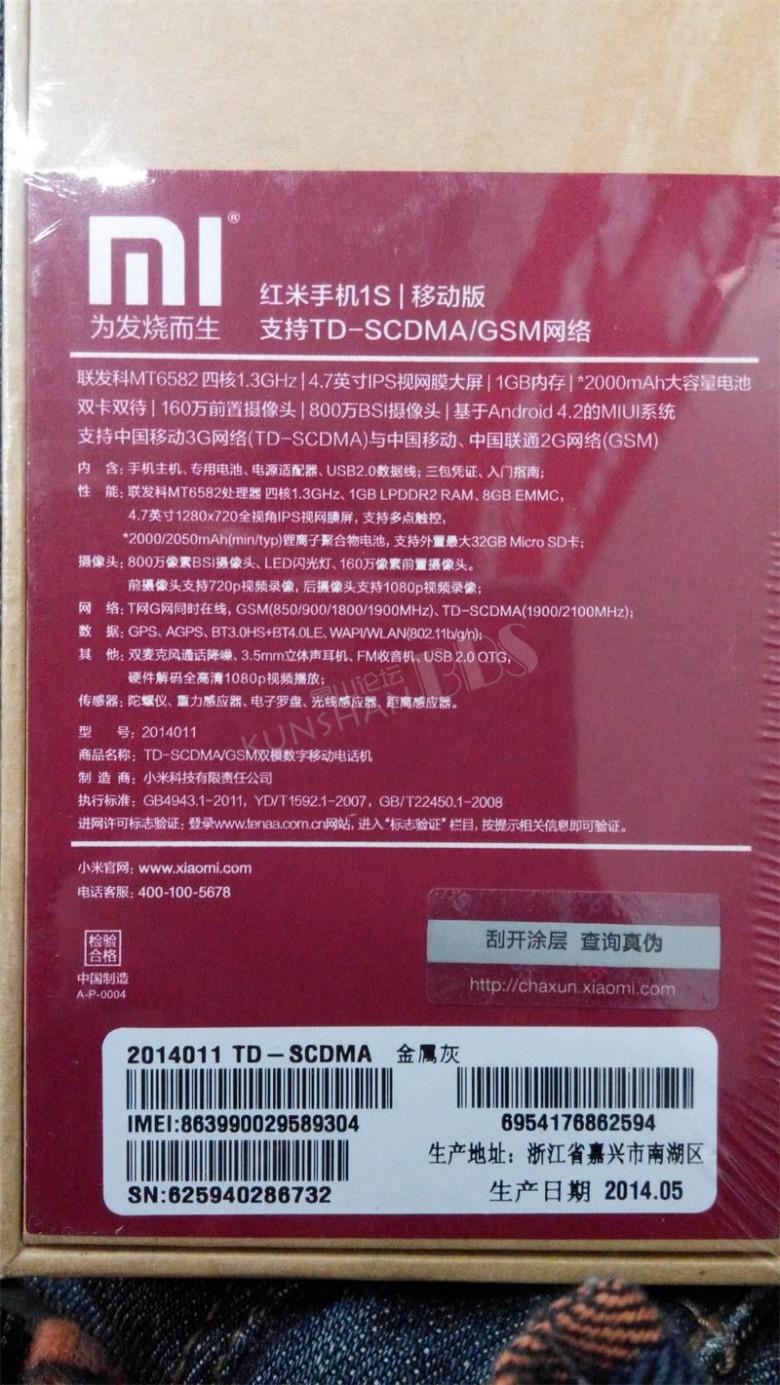 mi®
为发烧而生
红米手机1S | 移动版
支持TD-SCDMA/GSM网络
联发科MT6582 四核1.3GHz | 4.7英寸IPS视网膜大屏 | 1GB内存 | *2000mAh大容量电池
双卡双待 | 160万前置摄像头 | 800万BSI摄像头 | 基于Android 4.2的MIUI系统
支持中国移动3G网络(TD-SCDMA)与中国移动、中国联通2G网络(GSM)
内 含: 手机主机、专用电池、电源适配器、USB2.0数据线; 三包凭证、入门指南;
性 能: 联发科MT6582处理器 四核1.3GHz、1GB LPDDR2 RAM、8GB EMMC,
4.7英寸1280x720全视角IPS视网膜屏, 支持多点触控,
*2000/2050mAh(min/typ)锂离子聚合物电池, 支持外置最大32GB Micro SD卡;
摄像头: 800万像素BSI摄像头、LED闪光灯、160万像素前置摄像头。
前摄像头支持720p视频录像, 后摄像头支持1080p视频录像;
网 络: T网G网同时在线, GSM(850/900/1800/1900MHz)、TD-SCDMA(1900/2100MHz);
数 据: GPS、AGPS、BT3.0HS+BT4.0LE、WAPI/WLAN(802.11b/g/n);
其 他: 双麦克风通话降噪、3.5mm立体声耳机、FM收音机、USB 2.0 OTG,
硬件解码全高清1080p视频播放;
传感器: 陀螺仪、重力感应器、电子罗盘、光线感应器、距离感应器。
昆山论坛
KUNSHAN BBS
型 号: 2014011
商品名称: TD-SCDMA/GSM双模数字移动电话机
制 造 商: 小米科技有限责任公司
执行标准: GB4943.1-2011, YD/T1592.1-2007, GB/T22450.1-2008
进网许可标志验证: 登录www.tenaa.com.cn网站, 进入"标志验证"栏目, 按提示相关信息即可验证。
小米官网: www.xiaomi.com
电话客服: 400-100-5678
检验
合格
中国制造
A-P-0004
刮开涂层 查询真伪
http://chaxun.xiaomi.com
2014011 TD-SCDMA 金属灰
IMEI:863990029589304
6954176862594
生产地址: 浙江省嘉兴市南湖区
SN:625940286732
生产日期 2014.05